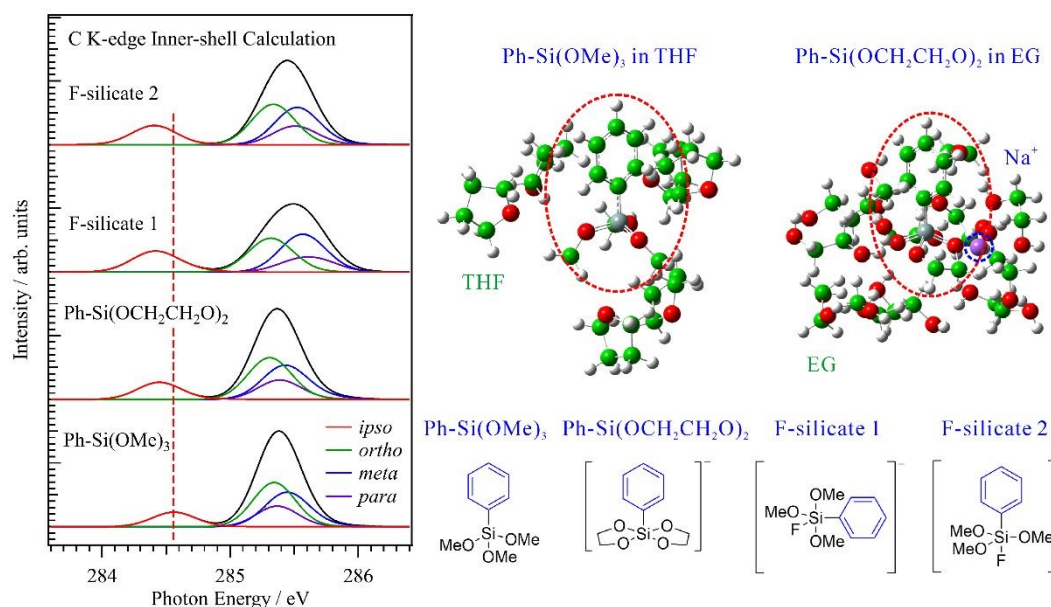 C K-edge Inner-shell Calculation
F-silicate 2
F-silicate 1
Ph-Si(OCH₂CH₂O)₂
Ph-Si(OMe)₃
ipso
ortho
meta
para
Intensity / arb. units
284
285
286
Photon Energy / eV
Ph-Si(OMe)₃ in THF
THF
Ph-Si(OCH₂CH₂O)₂ in EG
Na⁺
EG
Ph-Si(OMe)₃
Si
MeO
OMe
OMe
Ph-Si(OCH₂CH₂O)₂
O
O
Si
O
O
−
F-silicate 1
OMe
MeO
Si
F
OMe
−
F-silicate 2
MeO
Si
OMe
MeO
F
−